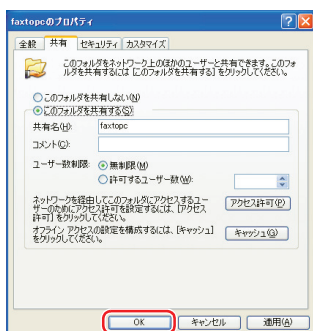 faxtopcのプロパティ
全般 共有 セキュリティ カスタマイズ
このフォルダをネットワーク上のほかのユーザーと共有できます。このフォ
ルダを共有するには [このフォルダを共有する] をクリックしてください。
このフォルダを共有しない(N)
このフォルダを共有する(S)
共有名(H): faxtopc
コメント(C):
ユーザー数制限: 無制限(M)
許可するユーザー数(W):
ネットワークを経由してこのフォルダにアクセスするユー
ザーのためにアクセス許可を設定するには、[アクセス
許可] をクリックしてください。
アクセス許可(P)
オフライン アクセスの設定を構成するには、[キャッシュ]
をクリックしてください。
キャッシュ(G)
OK キャンセル 適用(A)